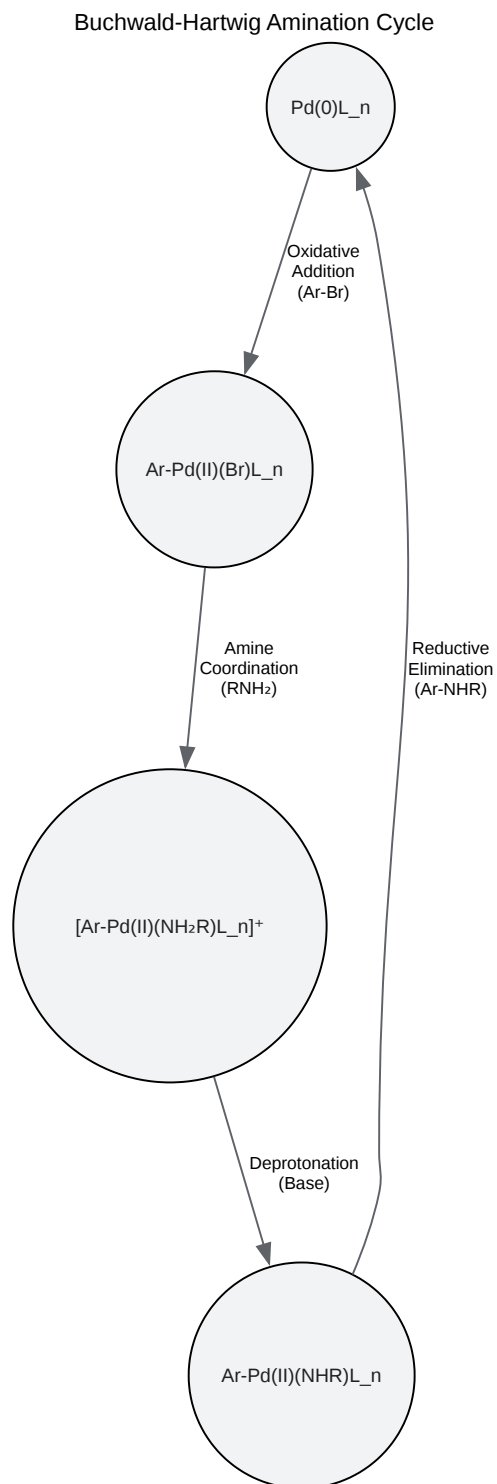 Buchwald-Hartwig Amination Cycle
Pd(0)L_n
Oxidative
Addition
(Ar-Br)
Ar-Pd(II)(Br)L_n
Amine
Coordination
(RNH₂)
Reductive
Elimination
(Ar-NHR)
[Ar-Pd(II)(NH₂R)L_n]⁺
Deprotonation
(Base)
Ar-Pd(II)(NHR)L_n